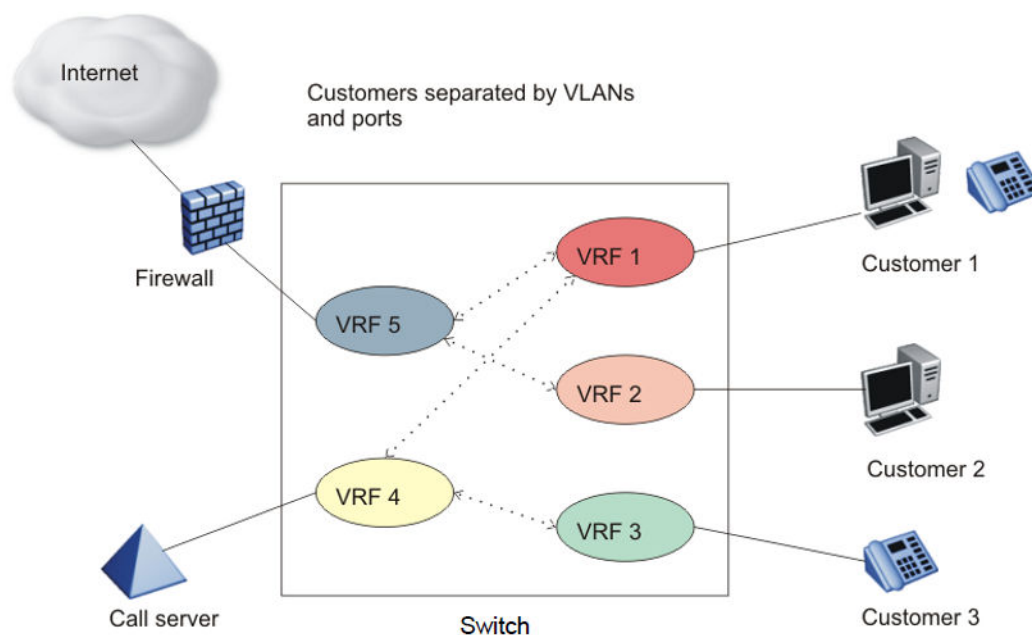 Internet
Customers separated by VLANs
and ports
Firewall
VRF 1
Customer 1
VRF 5
VRF 2
Customer 2
VRF 4
VRF 3
Call server
Switch
Customer 3